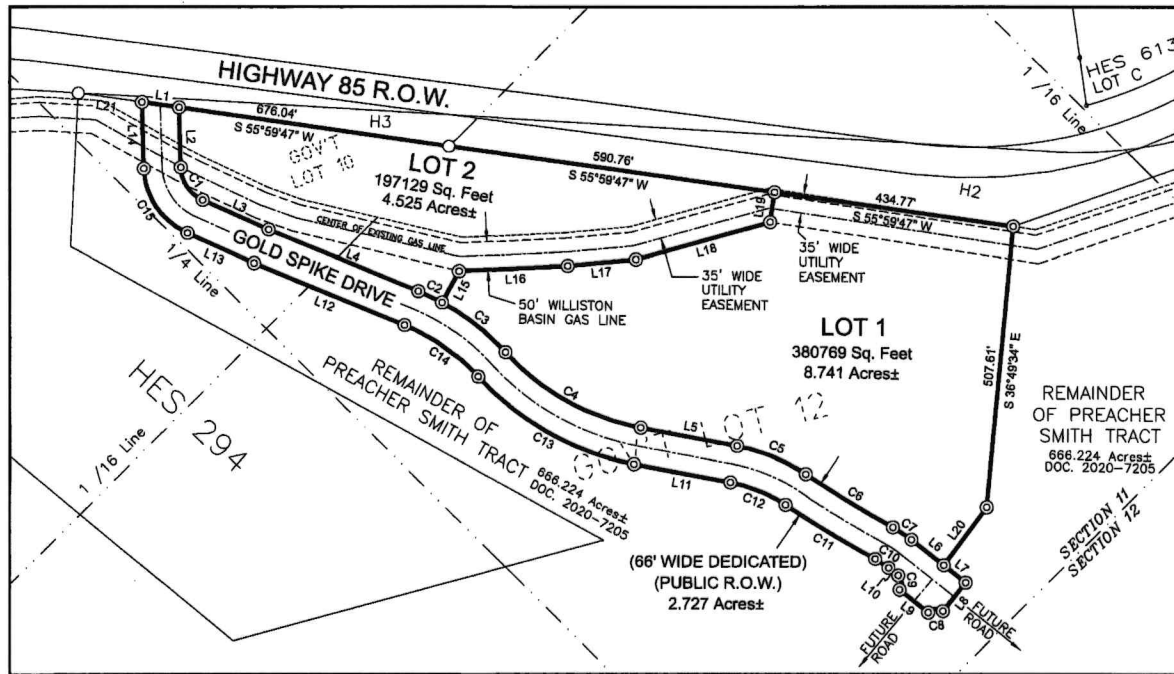 HIGHWAY 85 R.O.W.
HES 613
LOT C
1 /16 Line
L21
L1
676.04'
H3
S 55°59'47" W
GOV'T
LOT 10
LOT 2
197129 Sq. Feet
4.525 Acres±
590.76'
S 55°59'47" W
H2
434.77'
S 55°59'47" W
L14
L2
C1
L3
CENTER OF EXISTING GAS LINE
L19
L18
35' WIDE
UTILITY
EASEMENT
C15
GOLD SPIKE DRIVE
L4
L13
1/4 Line
L16
L17
35' WIDE
UTILITY
EASEMENT
L15
C2
50' WILLISTON
BASIN GAS LINE
C3
L12
LOT 1
380769 Sq. Feet
8.741 Acres±
507.61'
S 36°49'34" E
C14
REMAINDER OF
PREACHER SMITH TRACT
666.224 Acres±
DOC. 2020-7205
C4
GOV'T LOT 12
L5
C5
REMAINDER
OF PREACHER
SMITH TRACT
666.224 Acres±
DOC. 2020-7205
HES 294
1 /16 Line
C13
L11
C12
C6
C7
L6
L20
L7
SECTION 11
SECTION 12
C11
(66' WIDE DEDICATED)
(PUBLIC R.O.W.)
2.727 Acres±
C10
L10
C9
L9
C8
L8
FUTURE
ROAD
FUTURE
ROAD